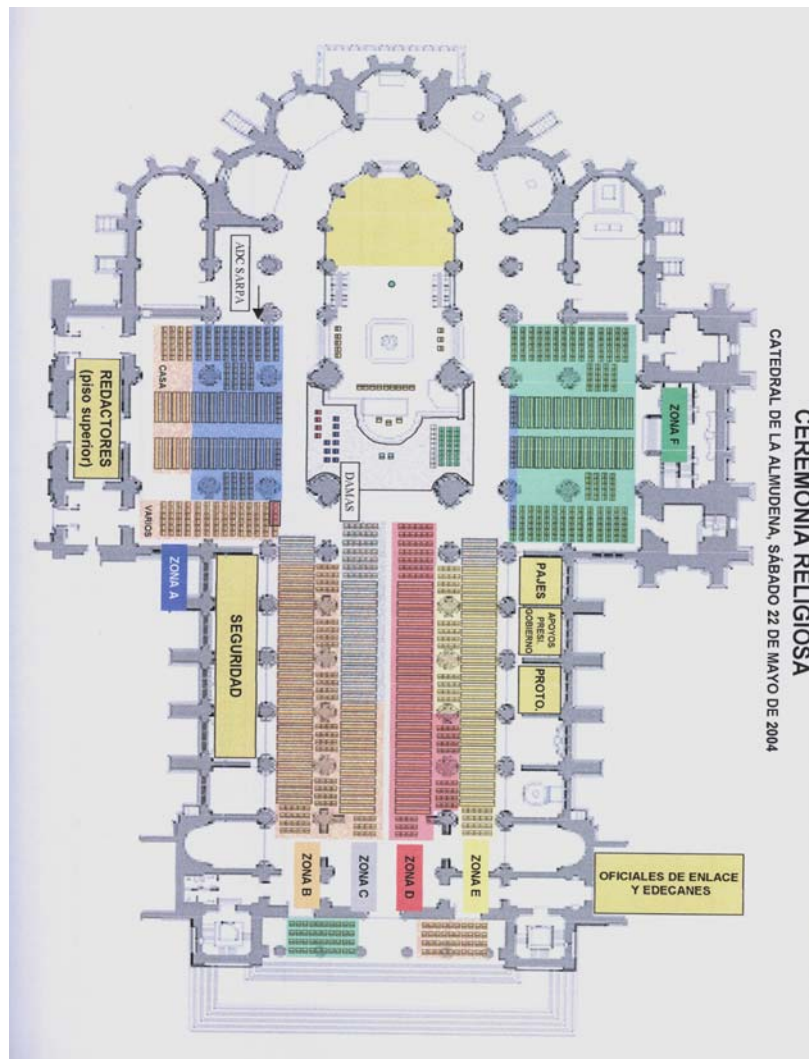 CEREMONIA RELIGIOSA
CATEDRAL DE LA ALMUDENA, SÁBADO 22 DE MAYO DE 2004
ADC SARPA
CASA
REDACTORES
(piso superior)
ZONA F
DAMAS
VARIOS
ZONA A
SEGURIDAD
PAJES
APOYOS
PRESI.
GOBIERNO
PROTO.
ZONA B
ZONA C
ZONA D
ZONA E
OFICIALES DE ENLACE
Y EDECANES